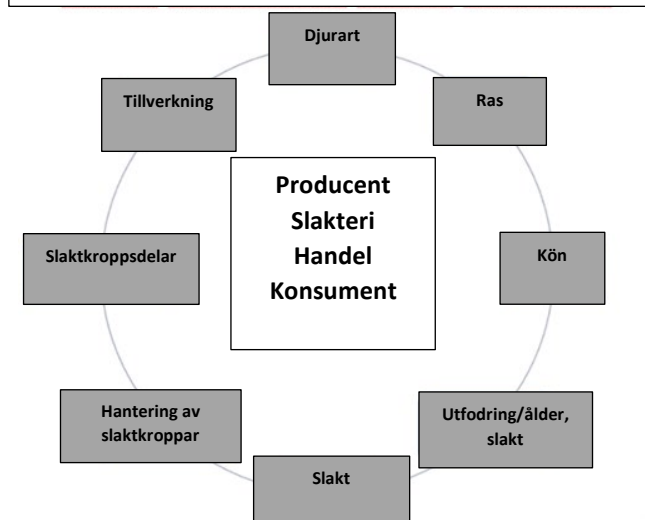 Djurart
Ras
Kön
Utfodring/ålder,
slakt
Slakt
Hantering av
slaktkroppar
Slaktkroppsdelar
Tillverkning
Producent
Slakteri
Handel
Konsument